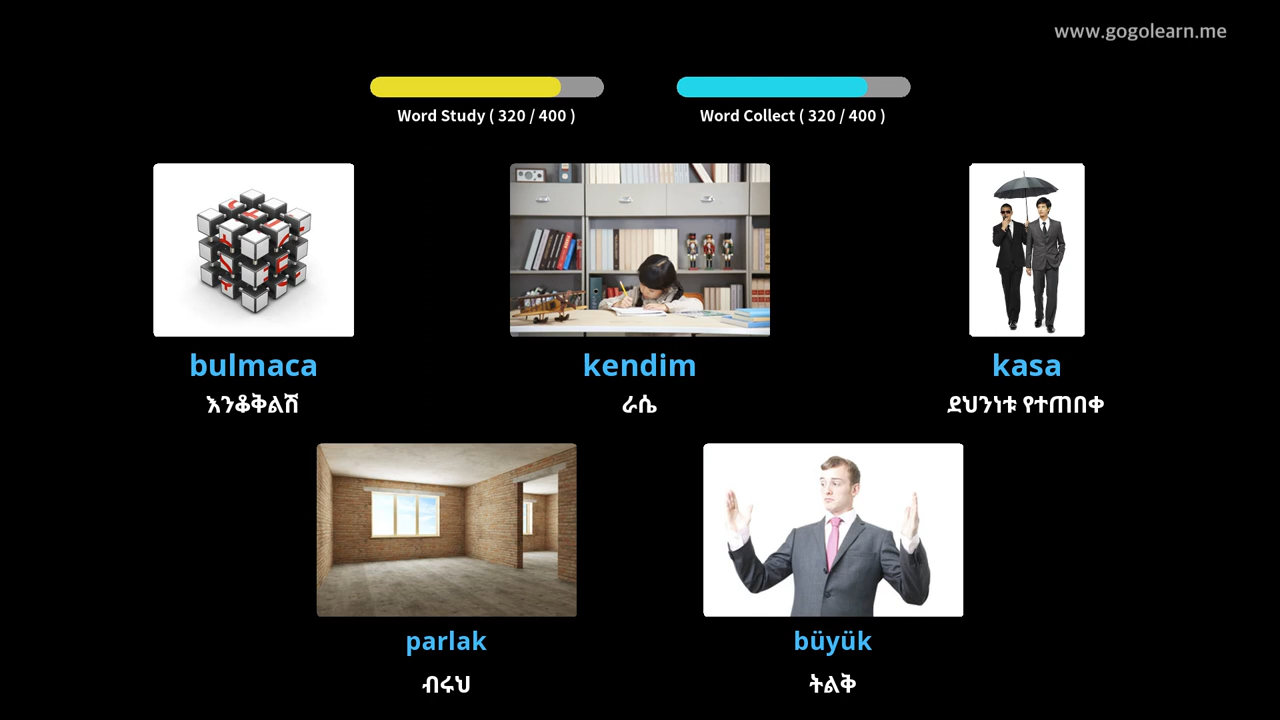 www.gogolearn.me
Word Study ( 320 / 400 )
Word Collect ( 320 / 400 )
bulmaca
እንቆቅልሽ
kendim
ራሴ
kasa
ደህንነቱ የተጠበቀ
parlak
ብሩህ
büyük
ትልቅ